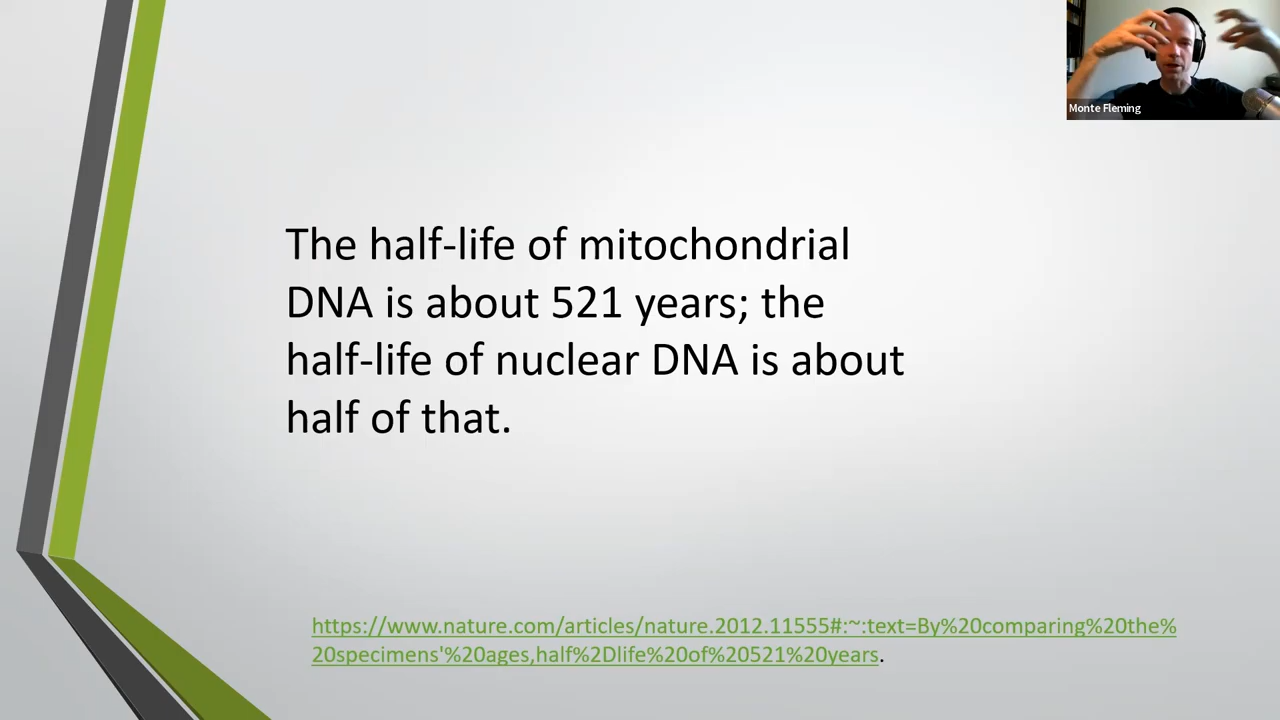 Monte Fleming
The half-life of mitochondrial
DNA is about 521 years; the
half-life of nuclear DNA is about
half of that.
https://www.nature.com/articles/nature.2012.11555#:~:text=By%20comparing%20the%
20specimens'%20ages,half%2Dlife%20of%20521%20years.